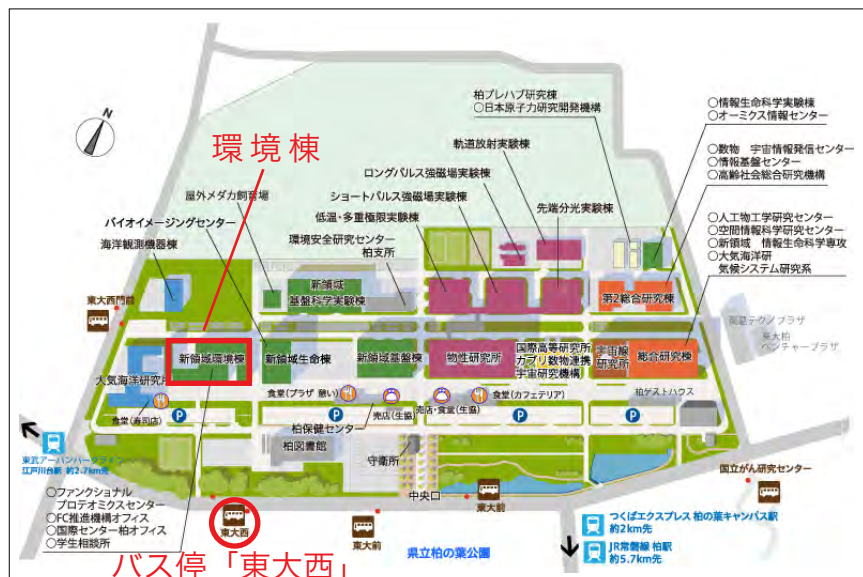 N
環境棟
屋外メダカ飼育場
バイオイメージングセンター
海洋観測機器棟
柏プレハブ研究棟
○日本原子力研究開発機構
軌道放射実験棟
ロングパルス強磁場実験棟
ショートパルス強磁場実験棟
低温・多重極限実験棟
先端分光実験棟
環境安全研究センター
柏支所
○情報生命科学実験棟
○オーミクス情報センター
○数物 宇宙情報発信センター
○情報基盤センター
○高齢社会総合研究機構
○人工物工学研究センター
○空間情報科学研究センター
○新領域 情報生命科学専攻
○大気海洋研
気候システム研究系
新領域
基盤科学実験棟
第2総合研究棟
東大西門前
新領域環境棟
新領域生命棟
新領域基盤棟
物性研究所
国際高等研究所
カブリ数物連携
宇宙研究機構
宇宙線
研究所
総合研究棟
東大柏
ベンチャープラザ
大気海洋研究所
食堂(プラザ 憩い)
食堂(カフェテリア)
柏ゲストハウス
食堂(寿司店)
P
P
P
P
売店(生協)
売店・食堂(生協)
柏保健センター
柏図書館
守衛所
中央口
東武アーバンパークライン
江戸川台駅 約2.7km先
○ファンクショナル
プロテオミクスセンター
○FC推進機構オフィス
○国際センター柏オフィス
○学生相談所
国立がん研究センター
東大前
東大西
東大前
県立柏の葉公園
つくばエクスプレス 柏の葉キャンパス駅
約2km先
JR常磐線 柏駅
約5.7km先
バス停「東大西」